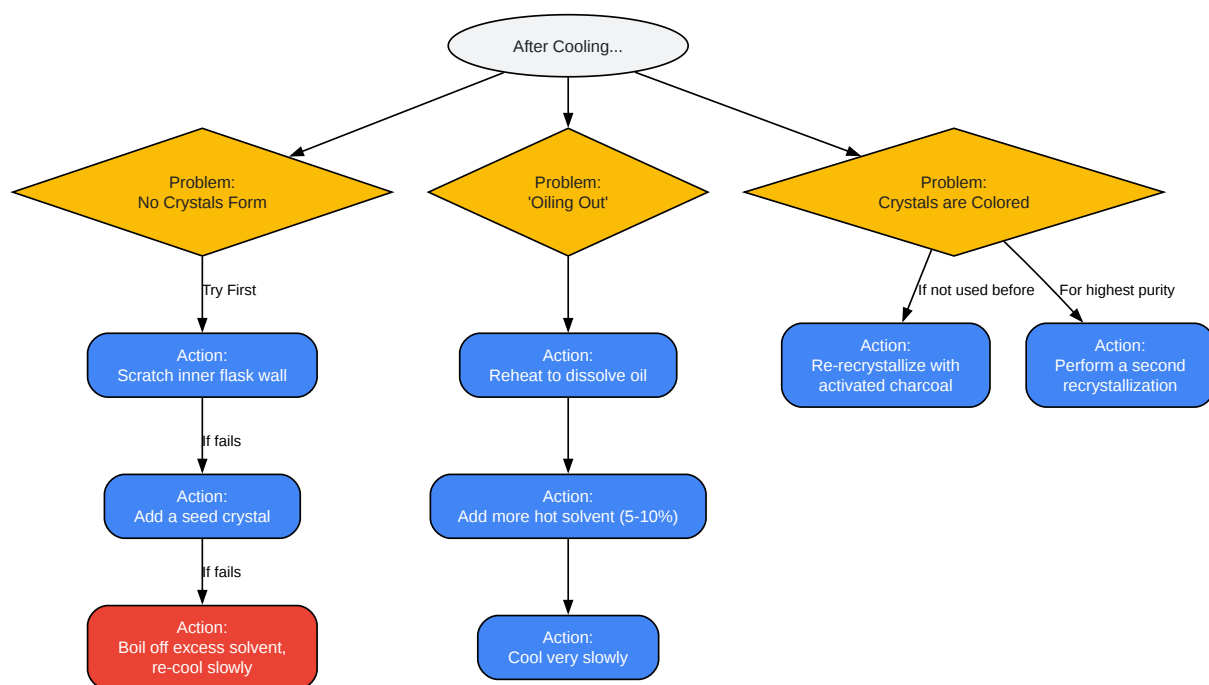 After Cooling...
Problem:
No Crystals Form
Problem:
'Oiling Out'
Problem:
Crystals are Colored
Try First
If not used before
For highest purity
Action:
Scratch inner flask wall
Action:
Reheat to dissolve oil
Action:
Re-recrystallize with
activated charcoal
Action:
Perform a second
recrystallization
If fails
Action:
Add a seed crystal
Action:
Add more hot solvent (5-10%)
If fails
Action:
Boil off excess solvent,
re-cool slowly
Action:
Cool very slowly